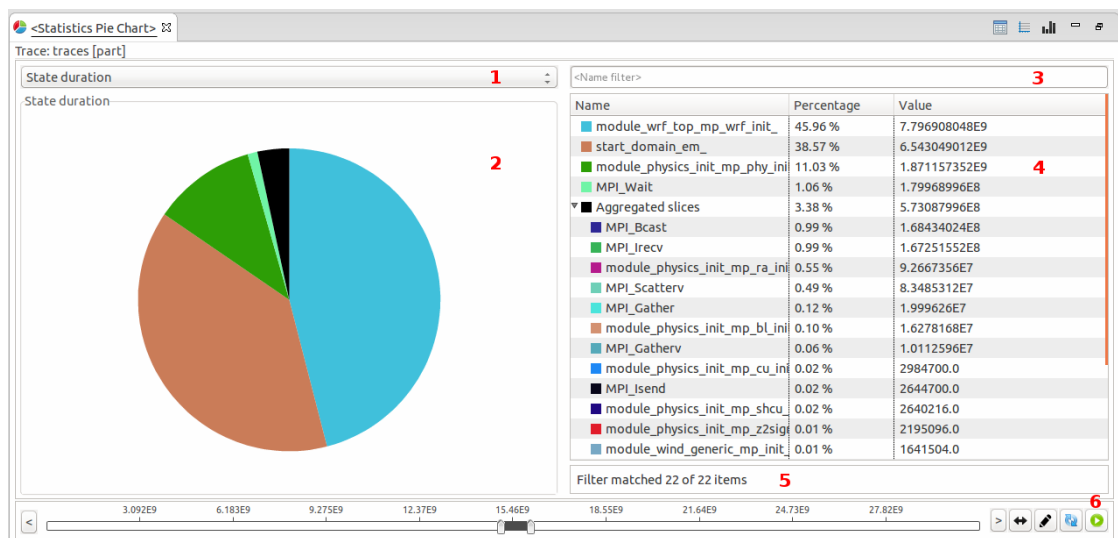 <Statistics Pie Chart>
Trace: traces [part]
State duration 1
<Name filter> 3
State duration
2
Name Percentage Value
module_wrf_top_mp_wrf_init_ 45.96 % 7.796908048E9
start_domain_em_ 38.57 % 6.543049012E9
module_physics_init_mp_phy_ini 11.03 % 1.871157352E9
4
MPI_Wait 1.06 % 1.79968996E8
Aggregated slices 3.38 % 5.73087996E8
MPI_Bcast 0.99 % 1.68434024E8
MPI_Irecv 0.99 % 1.67251552E8
module_physics_init_mp_ra_ini 0.55 % 9.2667356E7
MPI_Scatterv 0.49 % 8.3485312E7
MPI_Gather 0.12 % 1.999626E7
module_physics_init_mp_bl_ini 0.10 % 1.6278168E7
MPI_Gatherv 0.06 % 1.0112596E7
module_physics_init_mp_cu_ini 0.02 % 2984700.0
MPI_Isend 0.02 % 2644700.0
module_physics_init_mp_shcu_ 0.02 % 2640216.0
module_physics_init_mp_z2sig 0.01 % 2195096.0
module_wind_generic_mp_init_ 0.01 % 1641504.0
Filter matched 22 of 22 items 5
6
3.092E9 6.183E9 9.275E9 12.37E9 15.46E9 18.55E9 21.64E9 24.73E9 27.82E9
< >